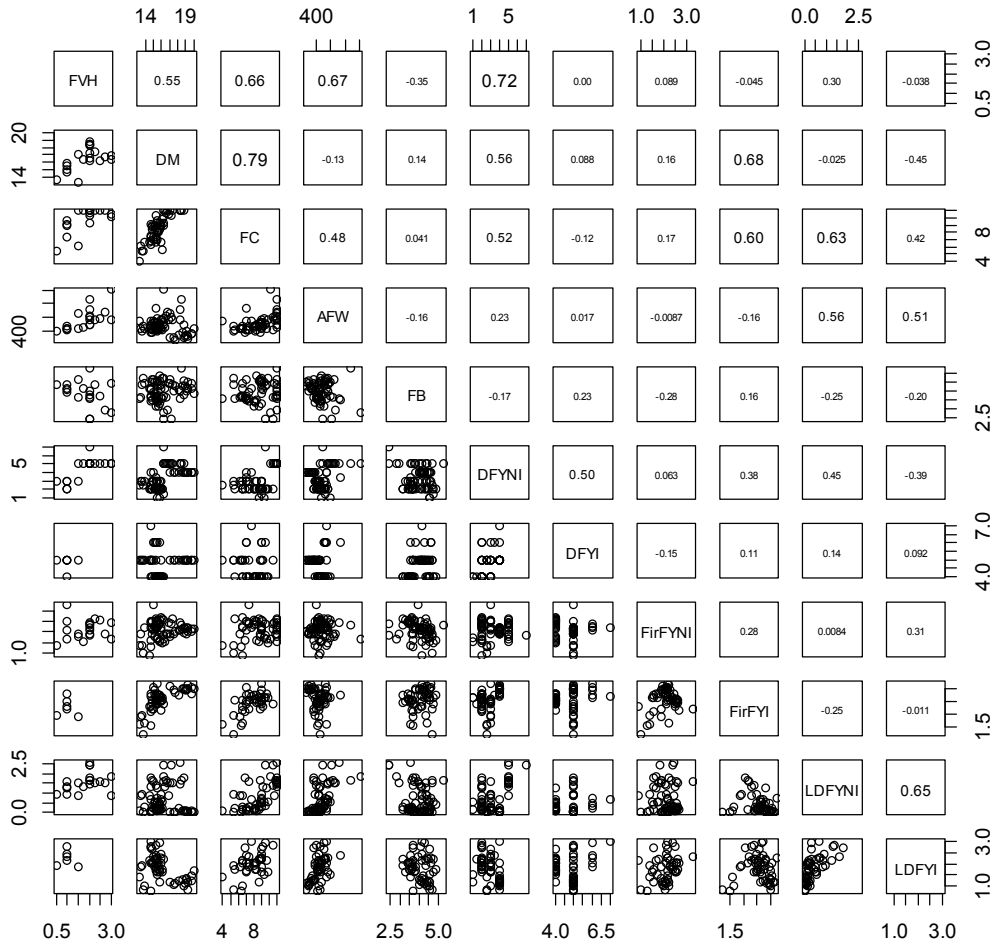 14 19 400 1 5 1.0 3.0 0.0 2.5
FVH 0.55 0.66 0.67 -0.35 0.72 0.00 0.089 -0.045 0.30 -0.038 0.5 3.0
14 20 DM 0.79 -0.13 0.14 0.56 0.088 0.16 0.68 -0.025 -0.45
FC 0.48 0.041 0.52 -0.12 0.17 0.60 0.63 0.42 4 8
400 AFW -0.16 0.23 0.017 -0.0087 -0.16 0.56 0.51
FB -0.17 0.23 -0.28 0.16 -0.25 -0.20 2.5
1 5 DFYNI 0.50 0.063 0.38 0.45 -0.39
DFYI -0.15 0.11 0.14 0.092 4.0 7.0
1.0 FirFYNI 0.28 0.0084 0.31
FirFYI -0.25 -0.011 1.5
0.0 2.5 LDFYNI 0.65
LDFYI 1.0 3.0
0.5 3.0 4 8 2.5 5.0 4.0 6.5 1.5 1.0 3.0